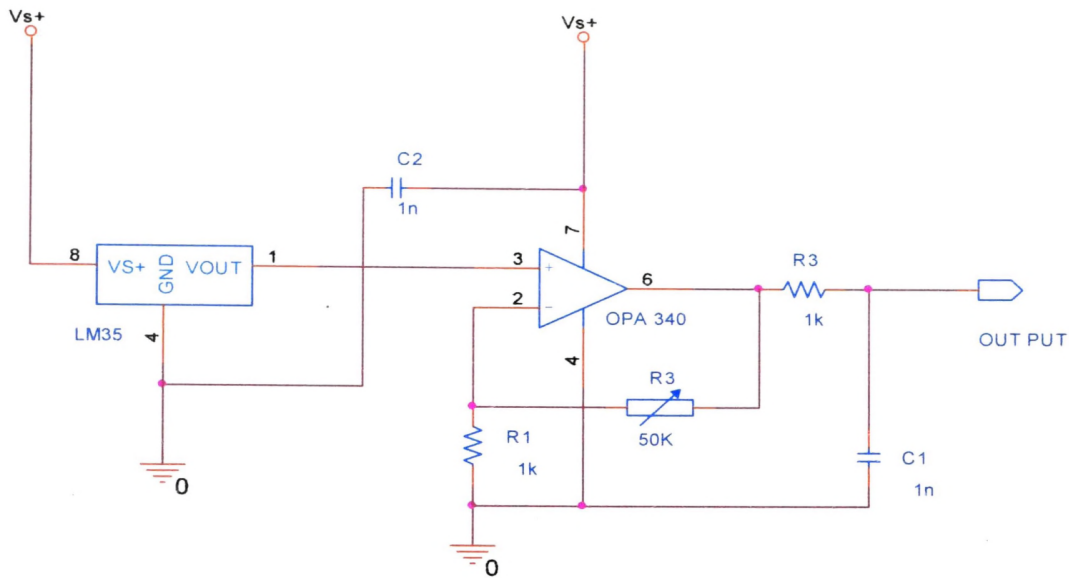 Vs+
Vs+
C2
1n
7
8
VS+
GND
VOUT
1
3
+
2
−
6
R3
1k
LM35
4
OPA 340
4
OUT PUT
R3
50K
R1
1k
C1
1n
0
0